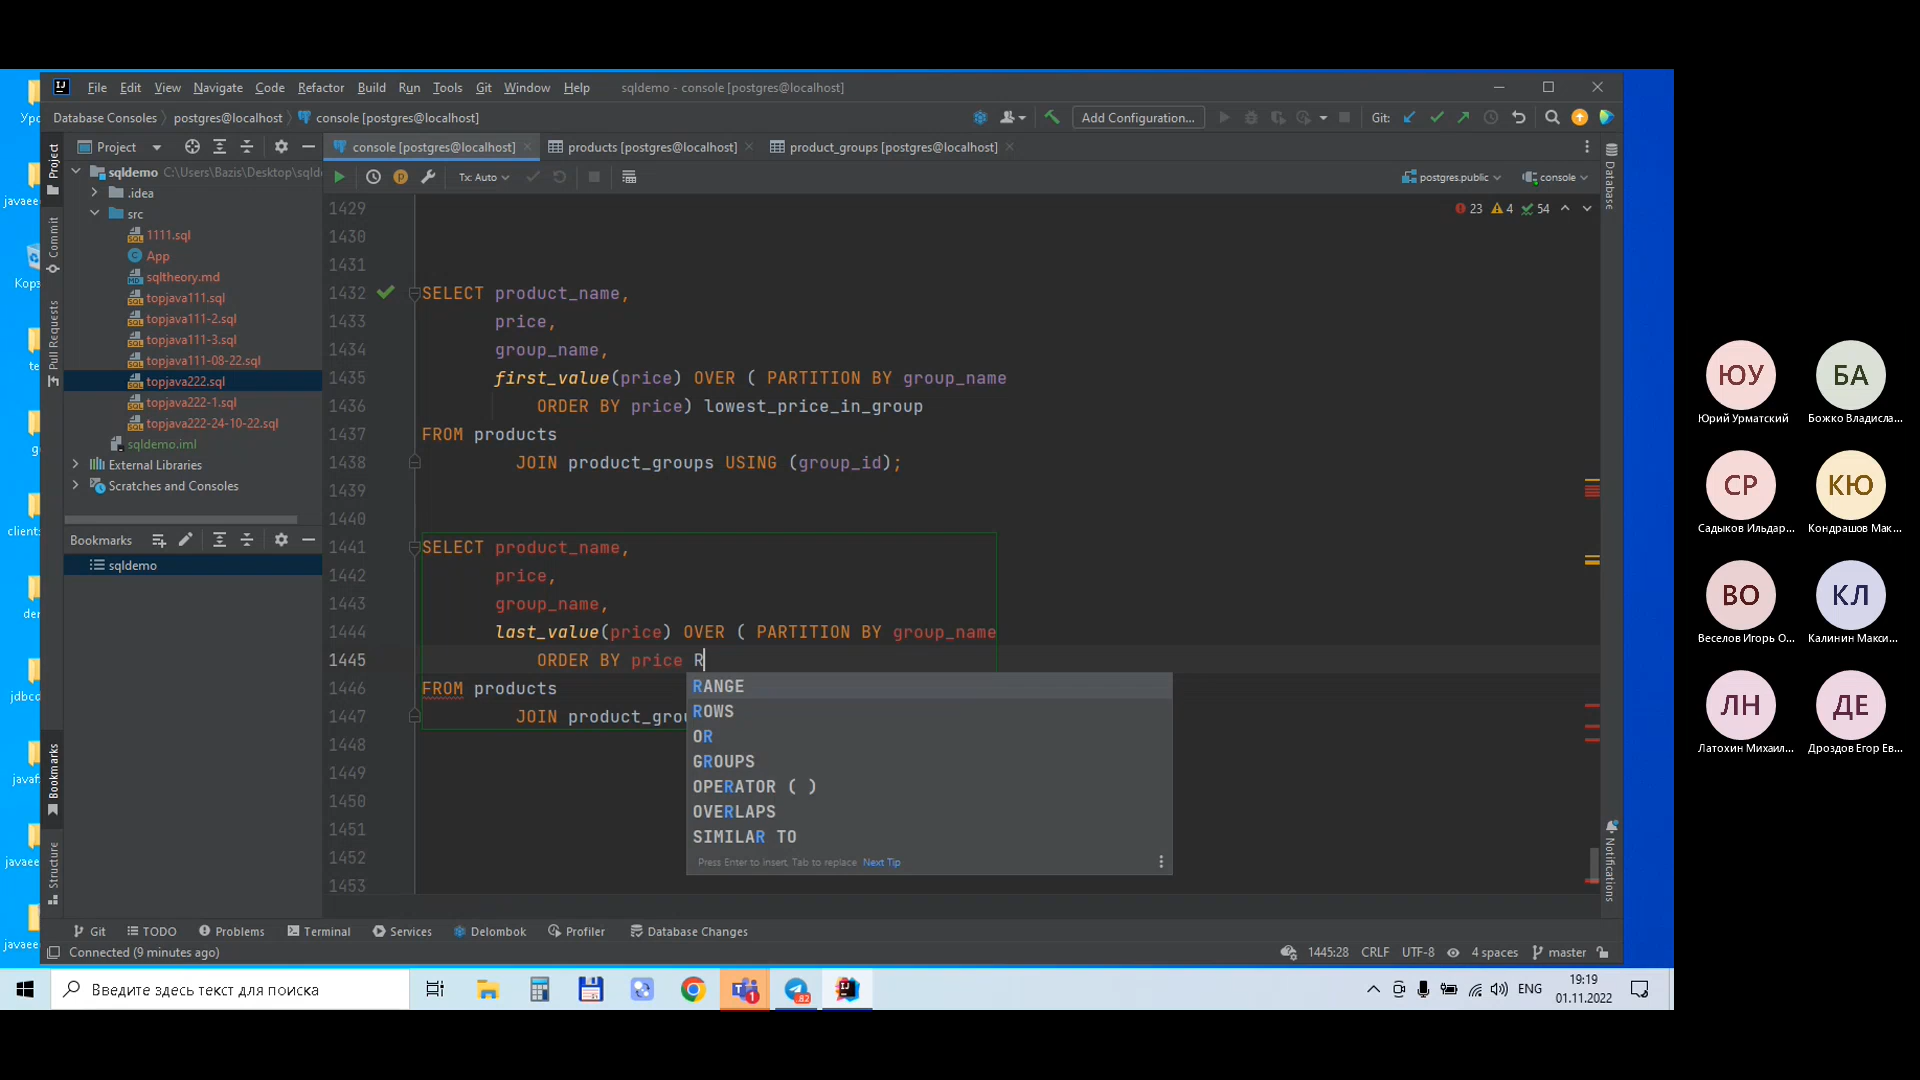 File Edit View Navigate Code Refactor Build Run Tools Git Window Help sqldemo - console [postgres@localhost]
Database Consoles postgres@localhost console [postgres@localhost]
Add Configuration... Git:
Project
console [postgres@localhost] products [postgres@localhost] product_groups [postgres@localhost]
Tx: Auto postgres.public console
23 4 54
sqldemo C:\Users\Bazis\Desktop\sqld
.idea
src
1111.sql
App
sqltheory.md
topjava111.sql
topjava111-2.sql
topjava111-3.sql
topjava111-08-22.sql
topjava222.sql
topjava222-1.sql
topjava222-24-10-22.sql
sqldemo.iml
External Libraries
Scratches and Consoles
Bookmarks
sqldemo
Project
Commit
Pull Requests
Bookmarks
Structure
Database
Notifications
1429
1430
1431
1432 SELECT product_name,
1433 price,
1434 group_name,
1435 first_value(price) OVER ( PARTITION BY group_name
1436 ORDER BY price) lowest_price_in_group
1437 FROM products
1438 JOIN product_groups USING (group_id);
1439
1440
1441 SELECT product_name,
1442 price,
1443 group_name,
1444 last_value(price) OVER ( PARTITION BY group_name
1445 ORDER BY price R
1446 FROM products
1447 JOIN product_grou
1448
1449
1450
1451
1452
1453
RANGE
ROWS
OR
GROUPS
OPERATOR ( )
OVERLAPS
SIMILAR TO
Press Enter to insert, Tab to replace Next Tip
Git TODO Problems Terminal Services Delombok Profiler Database Changes
Connected (9 minutes ago) 1445:28 CRLF UTF-8 4 spaces master
Введите здесь текст для поиска
1
82
ENG
19:19
01.11.2022
ЮУ БА
Юрий Урматский Божко Владисла...
СР КЮ
Садыков Ильдар... Кондрашов Мак...
ВО КЛ
Веселов Игорь О... Калинин Макси...
ЛН ДЕ
Латохин Михаил... Дроздов Егор Ев...